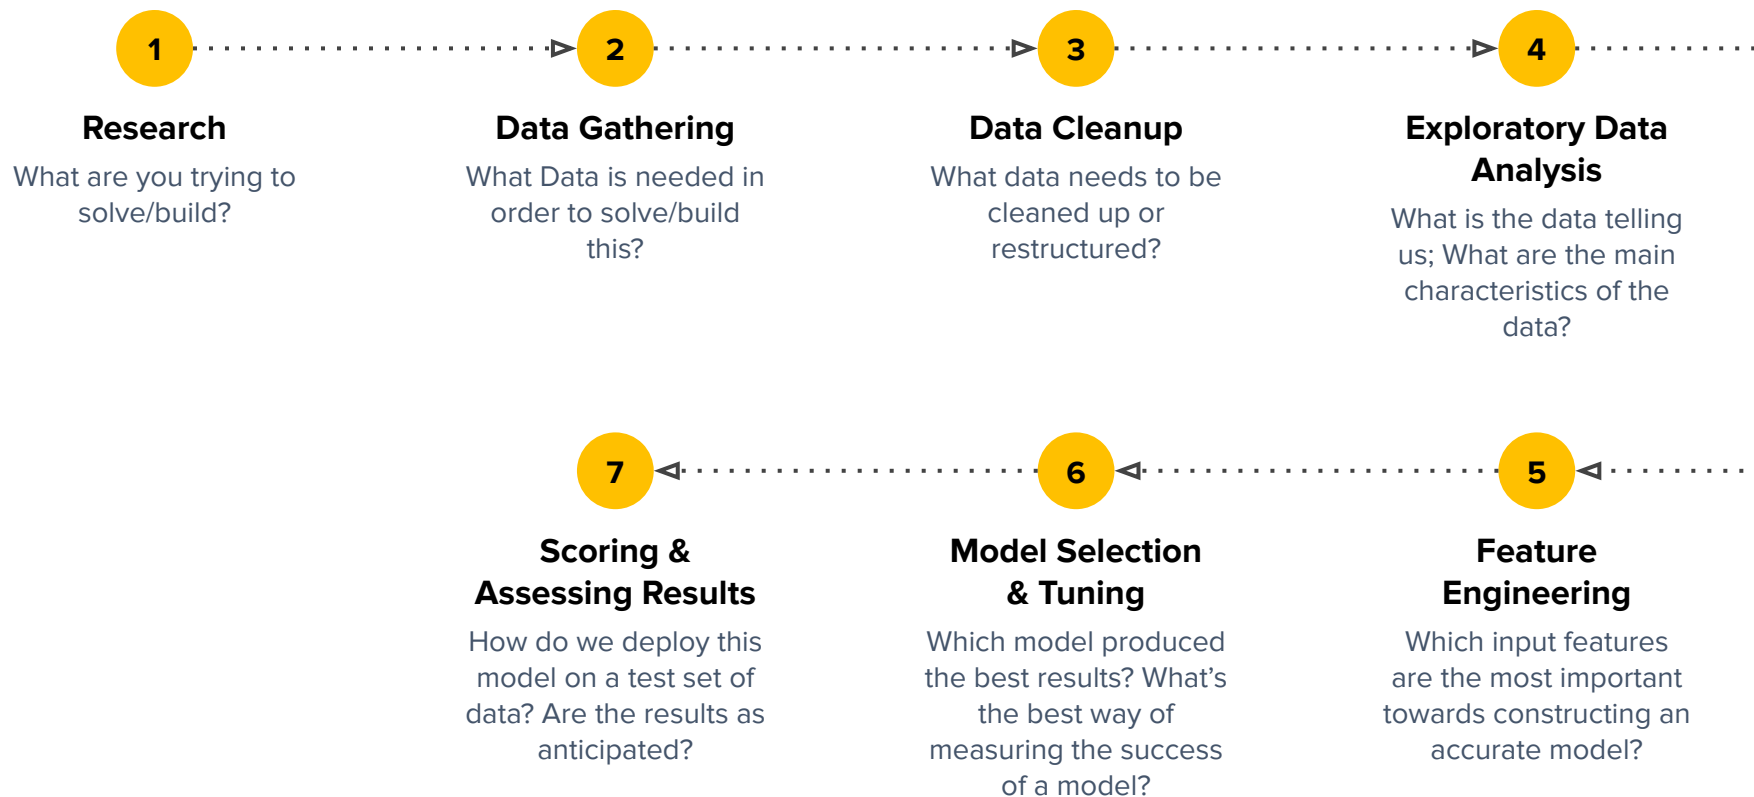 1
Research
What are you trying to
solve/build?
2
Data Gathering
What Data is needed in
order to solve/build
this?
3
Data Cleanup
What data needs to be
cleaned up or
restructured?
4
Exploratory Data
Analysis
What is the data telling
us; What are the main
characteristics of the
data?
5
Feature
Engineering
Which input features
are the most important
towards constructing an
accurate model?
6
Model Selection
& Tuning
Which model produced
the best results? What’s
the best way of
measuring the success
of a model?
7
Scoring &
Assessing Results
How do we deploy this
model on a test set of
data? Are the results as
anticipated?